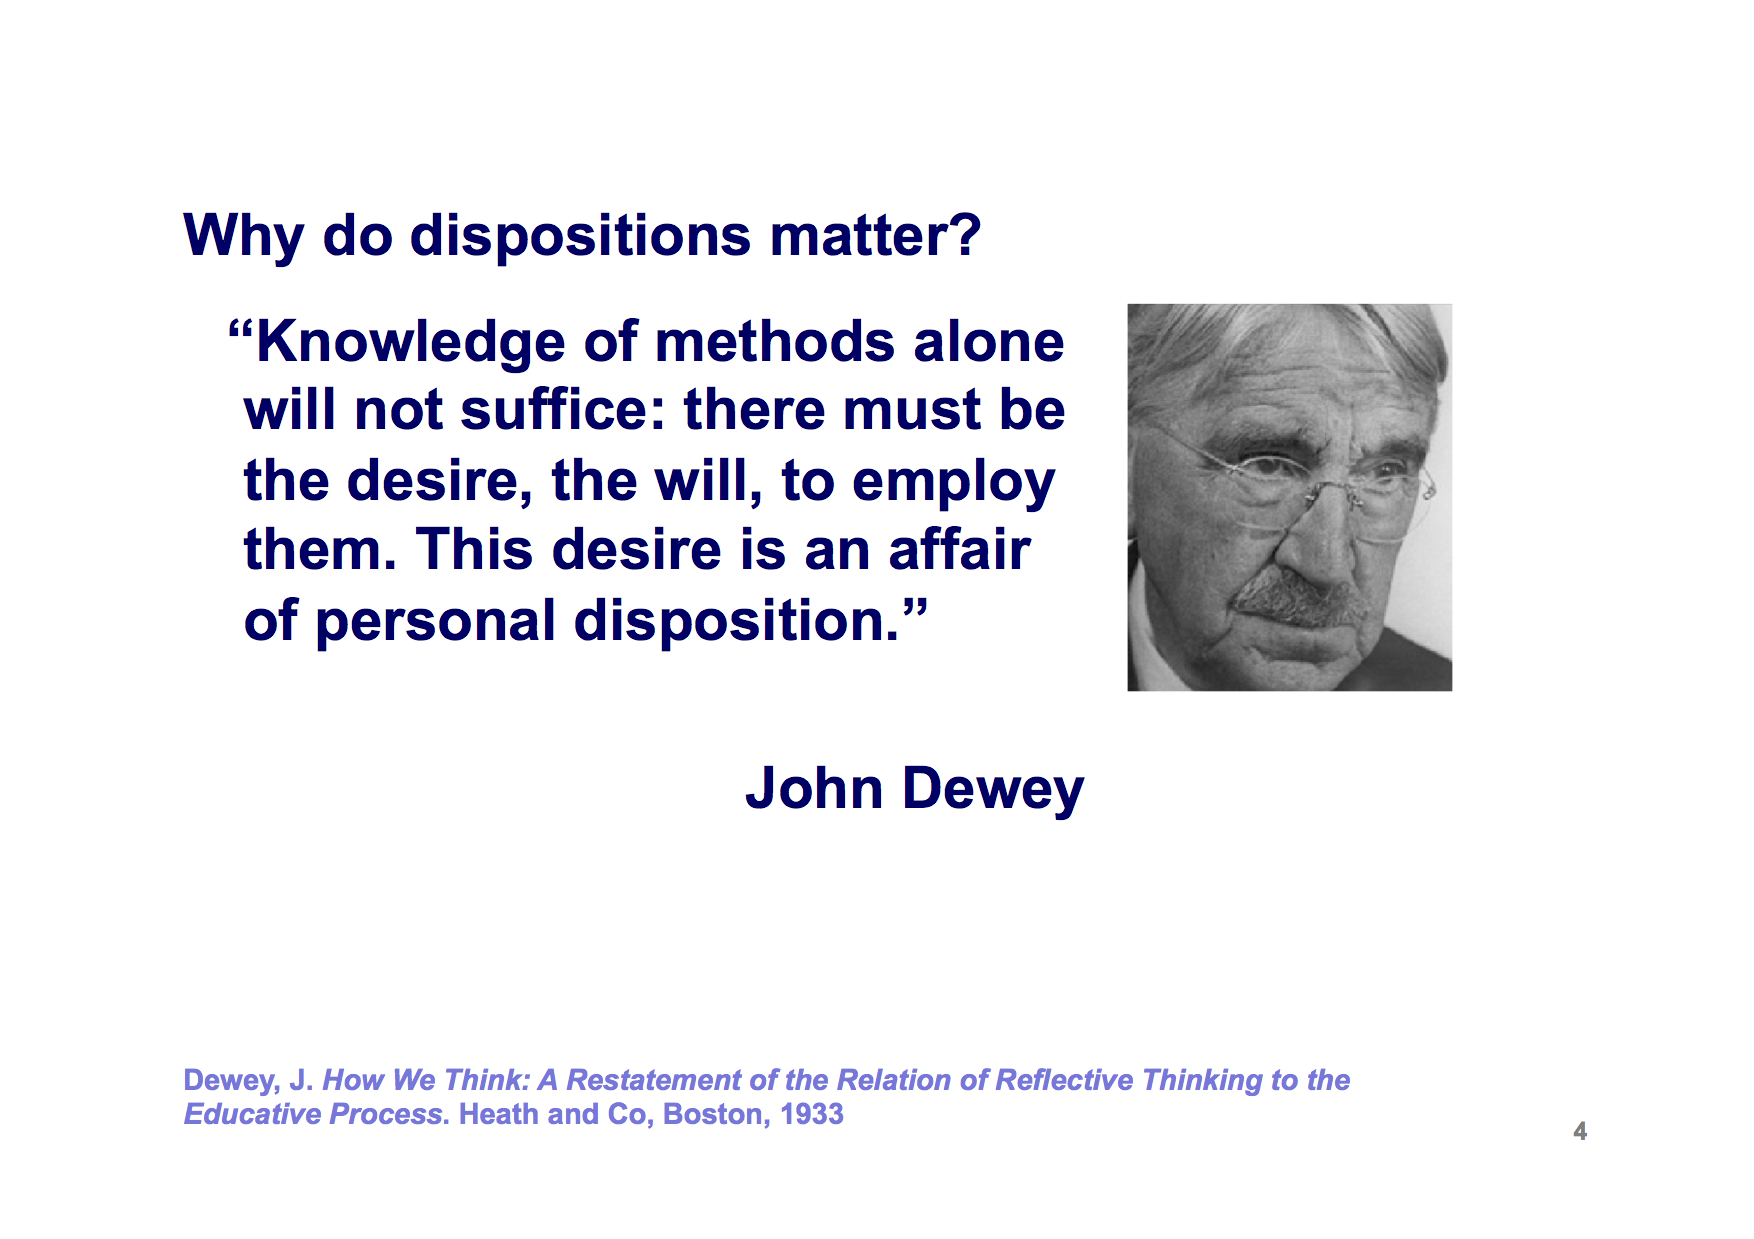 Why do dispositions matter?
“Knowledge of methods alone
will not suffice: there must be
the desire, the will, to employ
them. This desire is an affair
of personal disposition.”
John Dewey
Dewey, J. How We Think: A Restatement of the Relation of Reflective Thinking to the
Educative Process. Heath and Co, Boston, 1933
4